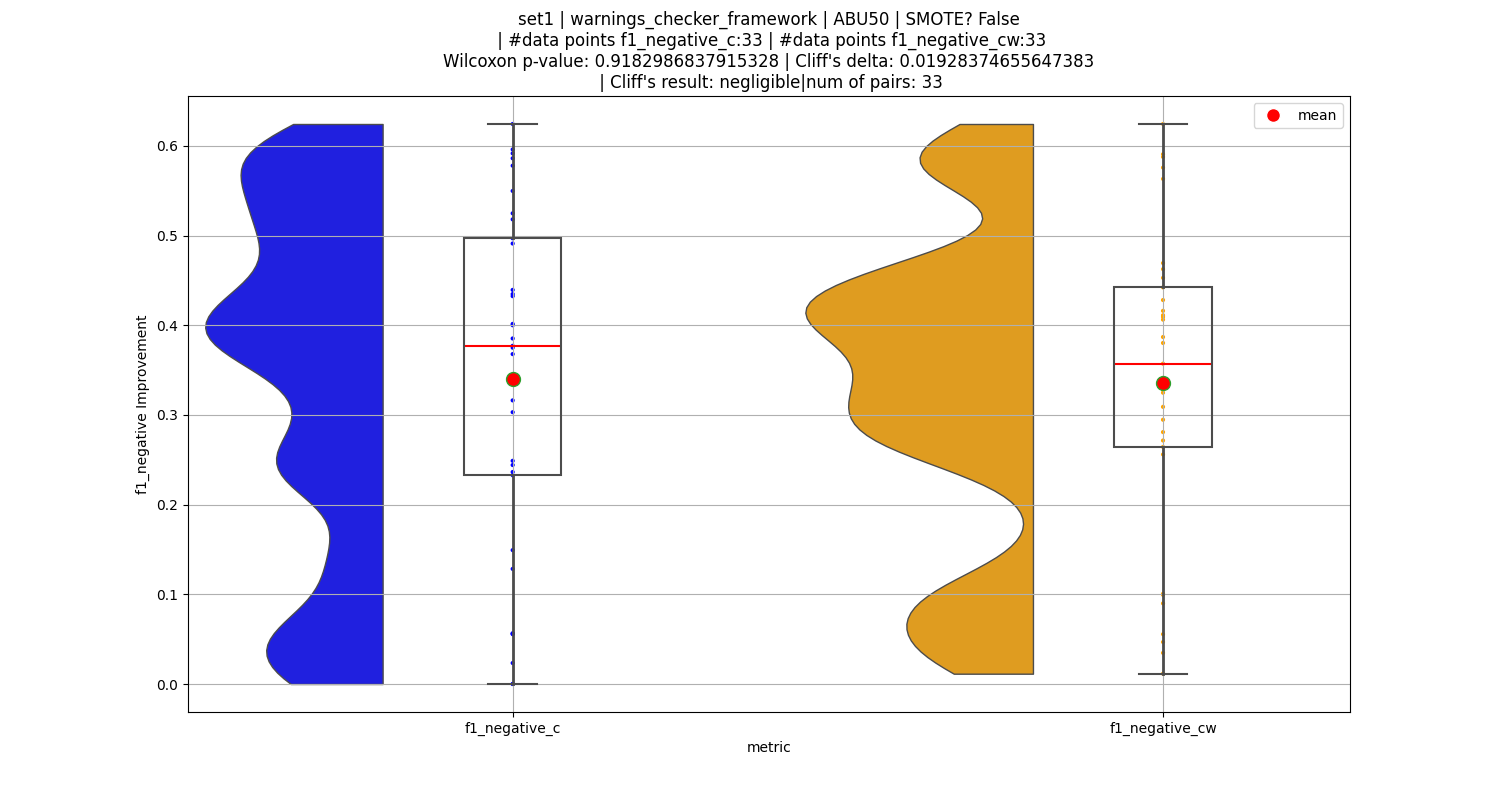 set1 | warnings_checker_framework | ABU50 | SMOTE? False
| #data points f1_negative_c:33 | #data points f1_negative_cw:33
Wilcoxon p-value: 0.9182986837915328 | Cliff's delta: 0.01928374655647383
| Cliff's result: negligible|num of pairs: 33
mean
f1_negative Improvement
0.6
0.5
0.4
0.3
0.2
0.1
0.0
f1_negative_c
f1_negative_cw
metric